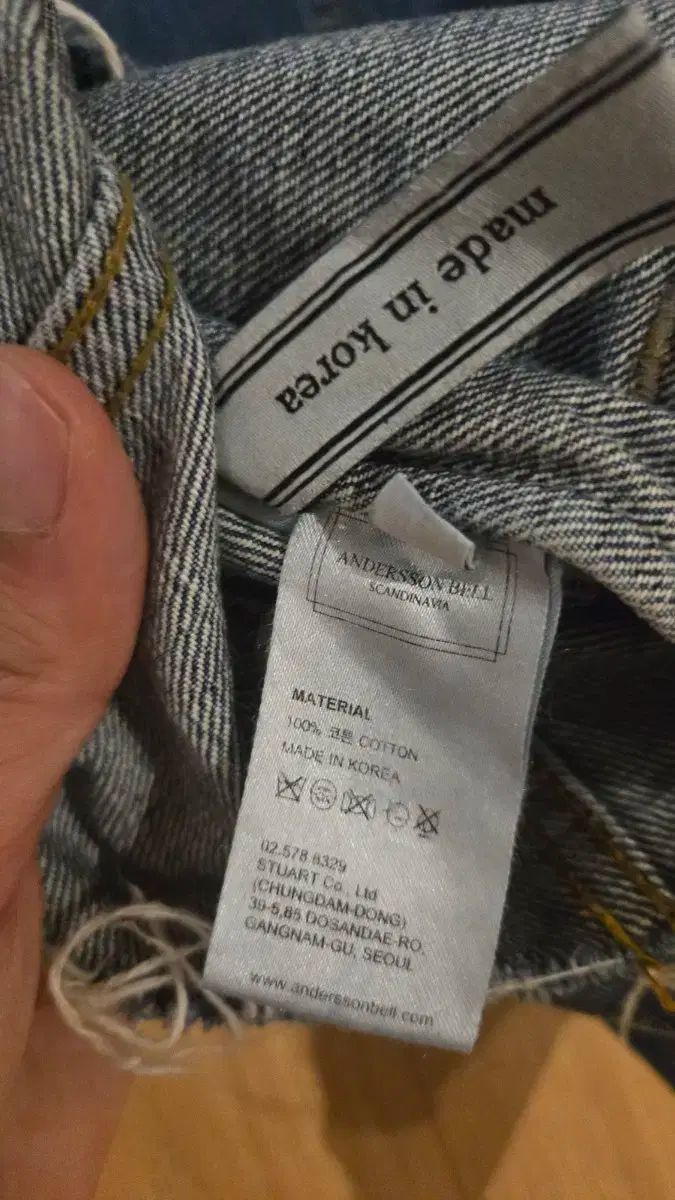 made in korea
ANDERSSON BELL
SCANDINAVIA
MATERIAL
100% 코튼 COTTON
MADE IN KOREA
02.578.8329
STUART Co. Ltd
(CHUNGDAM-DONG)
39-5,85 DOSANDAE-RO,
GANGNAM-GU, SEOUL
www.anderssonbell.com